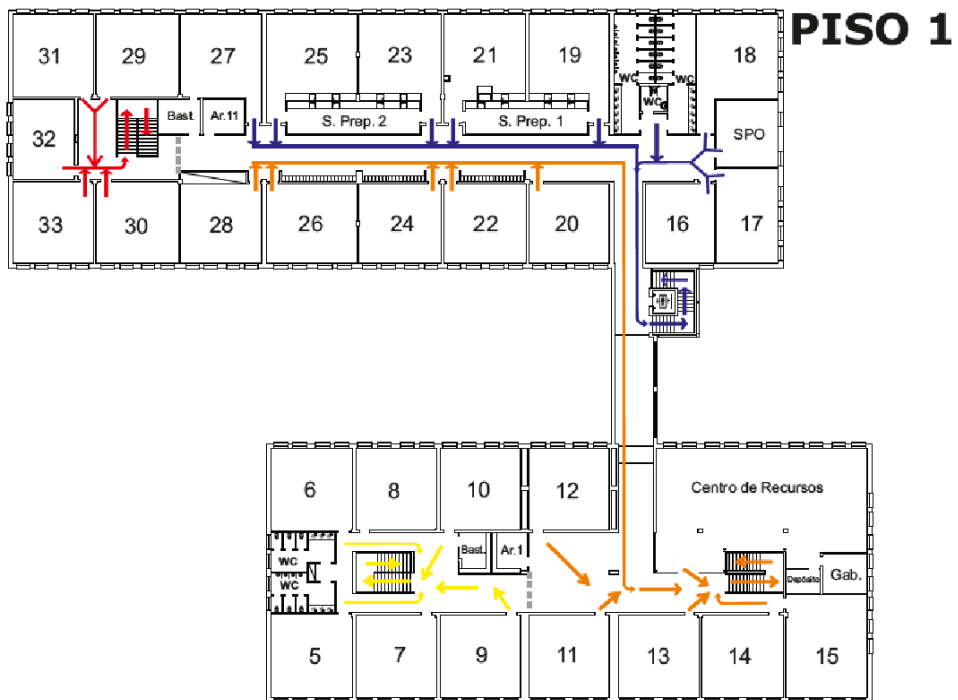 PISO 1
31 29 27 25 23 21 19 WC WC 18
WC
32 Bast. Ar.11 S. Prep. 2 S. Prep. 1 SPO
33 30 28 26 24 22 20 16 17
6 8 10 12 Centro de Recursos
WC Bast. Ar.1
WC Depósito Gab.
5 7 9 11 13 14 15